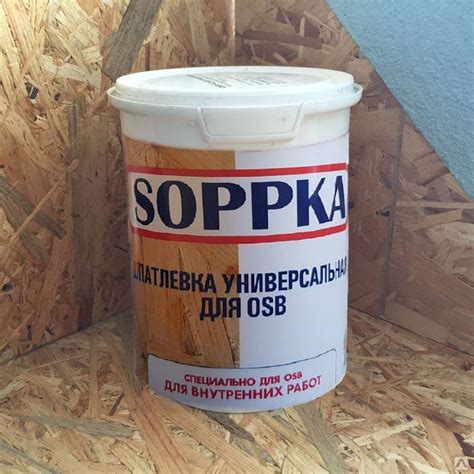 SOPPKA
ШПАТЛЕВКА УНИВЕРСАЛЬНАЯ
ДЛЯ OSB
СПЕЦИАЛЬНО ДЛЯ OSB
ДЛЯ ВНУТРЕННИХ РАБОТ